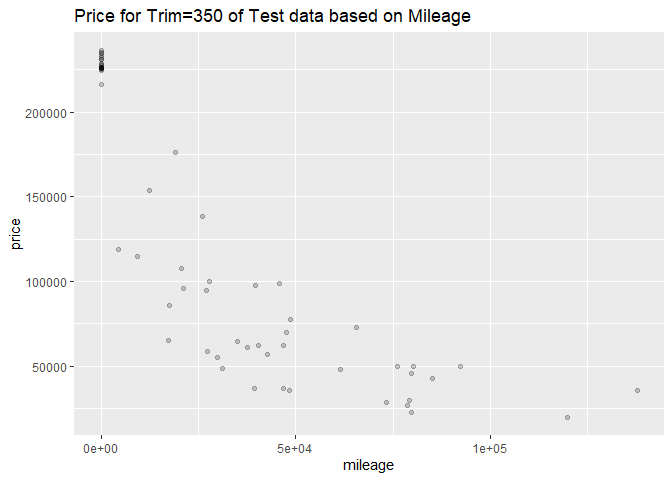 Price for Trim=350 of Test data based on Mileage
price
200000
150000
100000
50000
0e+00
5e+04
1e+05
mileage